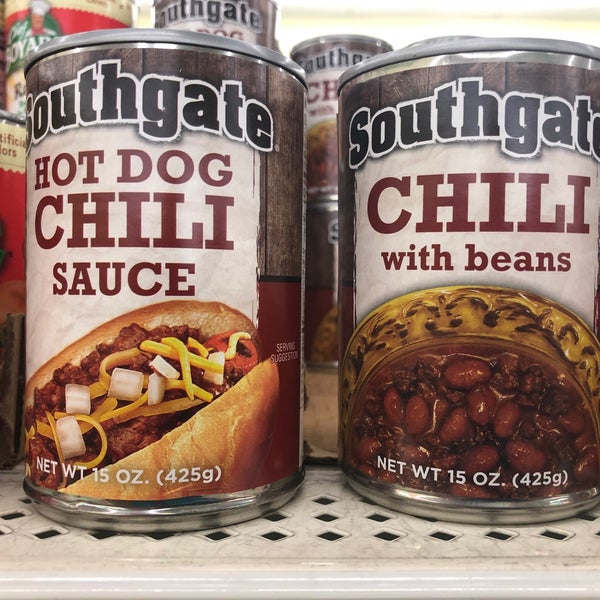 Southgate
HOT DOG
CHILI
SAUCE
SERVING
SUGGESTION
NET WT 15 OZ. (425g)
Southgate
CHILI
with beans
NET WT 15 OZ. (425g)
Southgate